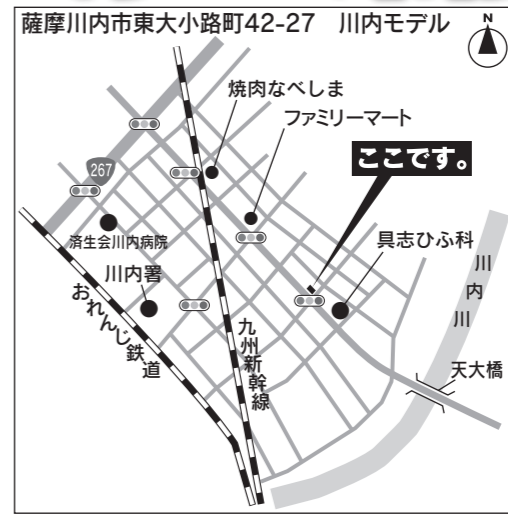 薩摩川内市東大小路町42-27　川内モデル
N
焼肉なべしま
ファミリーマート
ここです。
267
済生会川内病院
具志ひふ科
川内川
川内署
おれんじ鉄道
九州新幹線
天大橋